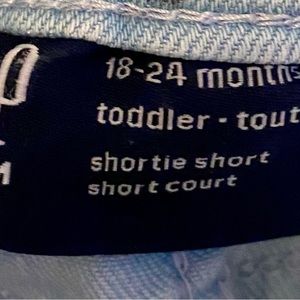 18-24 months
toddler - tout
shortie short
short court